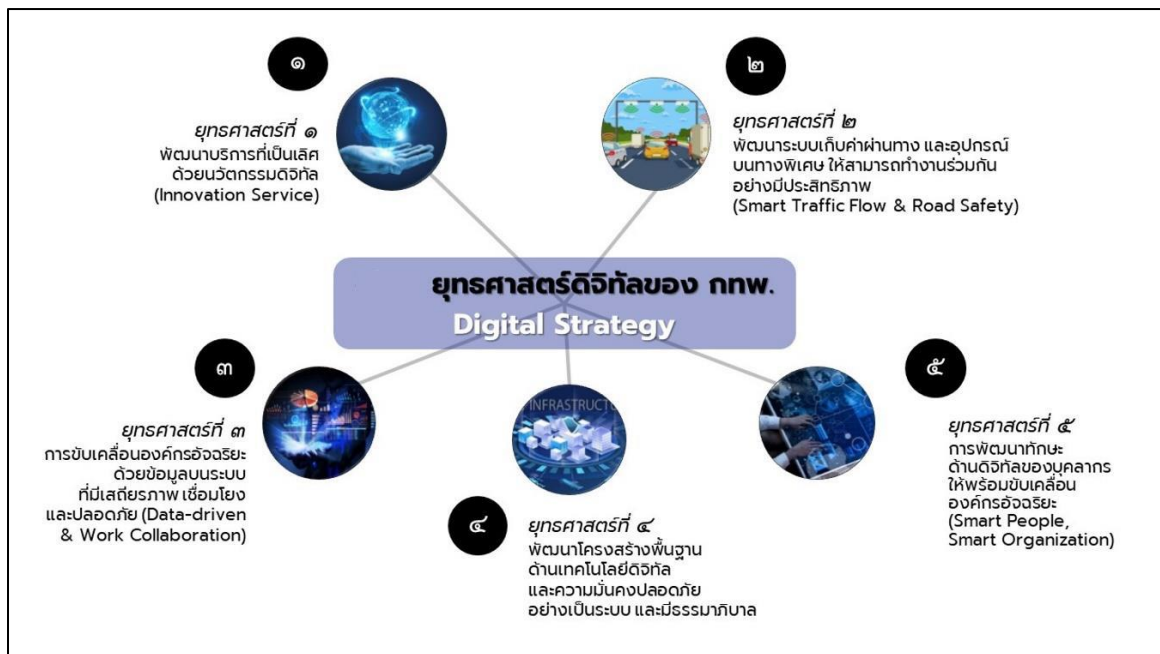 ๑
ยุทธศาสตร์ที่ ๑
พัฒนาบริการที่เป็นเลิศ
ด้วยนวัตกรรมดิจิทัล
(Innovation Service)
๒
ยุทธศาสตร์ที่ ๒
พัฒนาระบบเก็บค่าผ่านทาง และอุปกรณ์
บนทางพิเศษ ให้สามารถทำงานร่วมกัน
อย่างมีประสิทธิภาพ
(Smart Traffic Flow & Road Safety)
ยุทธศาสตร์ดิจิทัลของ กทพ.
Digital Strategy
๓
ยุทธศาสตร์ที่ ๓
การขับเคลื่อนองค์กรอัจฉริยะ
ด้วยข้อมูลบนระบบ
ที่มีเสถียรภาพ เชื่อมโยง
และปลอดภัย (Data-driven
& Work Collaboration)
INFRASTRUCTU
๔
ยุทธศาสตร์ที่ ๔
พัฒนาโครงสร้างพื้นฐาน
ด้านเทคโนโลยีดิจิทัล
และความมั่นคงปลอดภัย
อย่างเป็นระบบ และมีธรรมาภิบาล
๕
ยุทธศาสตร์ที่ ๕
การพัฒนาทักษะ
ด้านดิจิทัลของบุคลากร
ให้พร้อมขับเคลื่อน
องค์กรอัจฉริยะ
(Smart People,
Smart Organization)